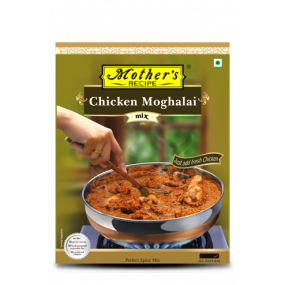 Mother's
RECIPE
®
Chicken Moghalai
mix
Just add fresh Chicken
Perfect Spice Mix